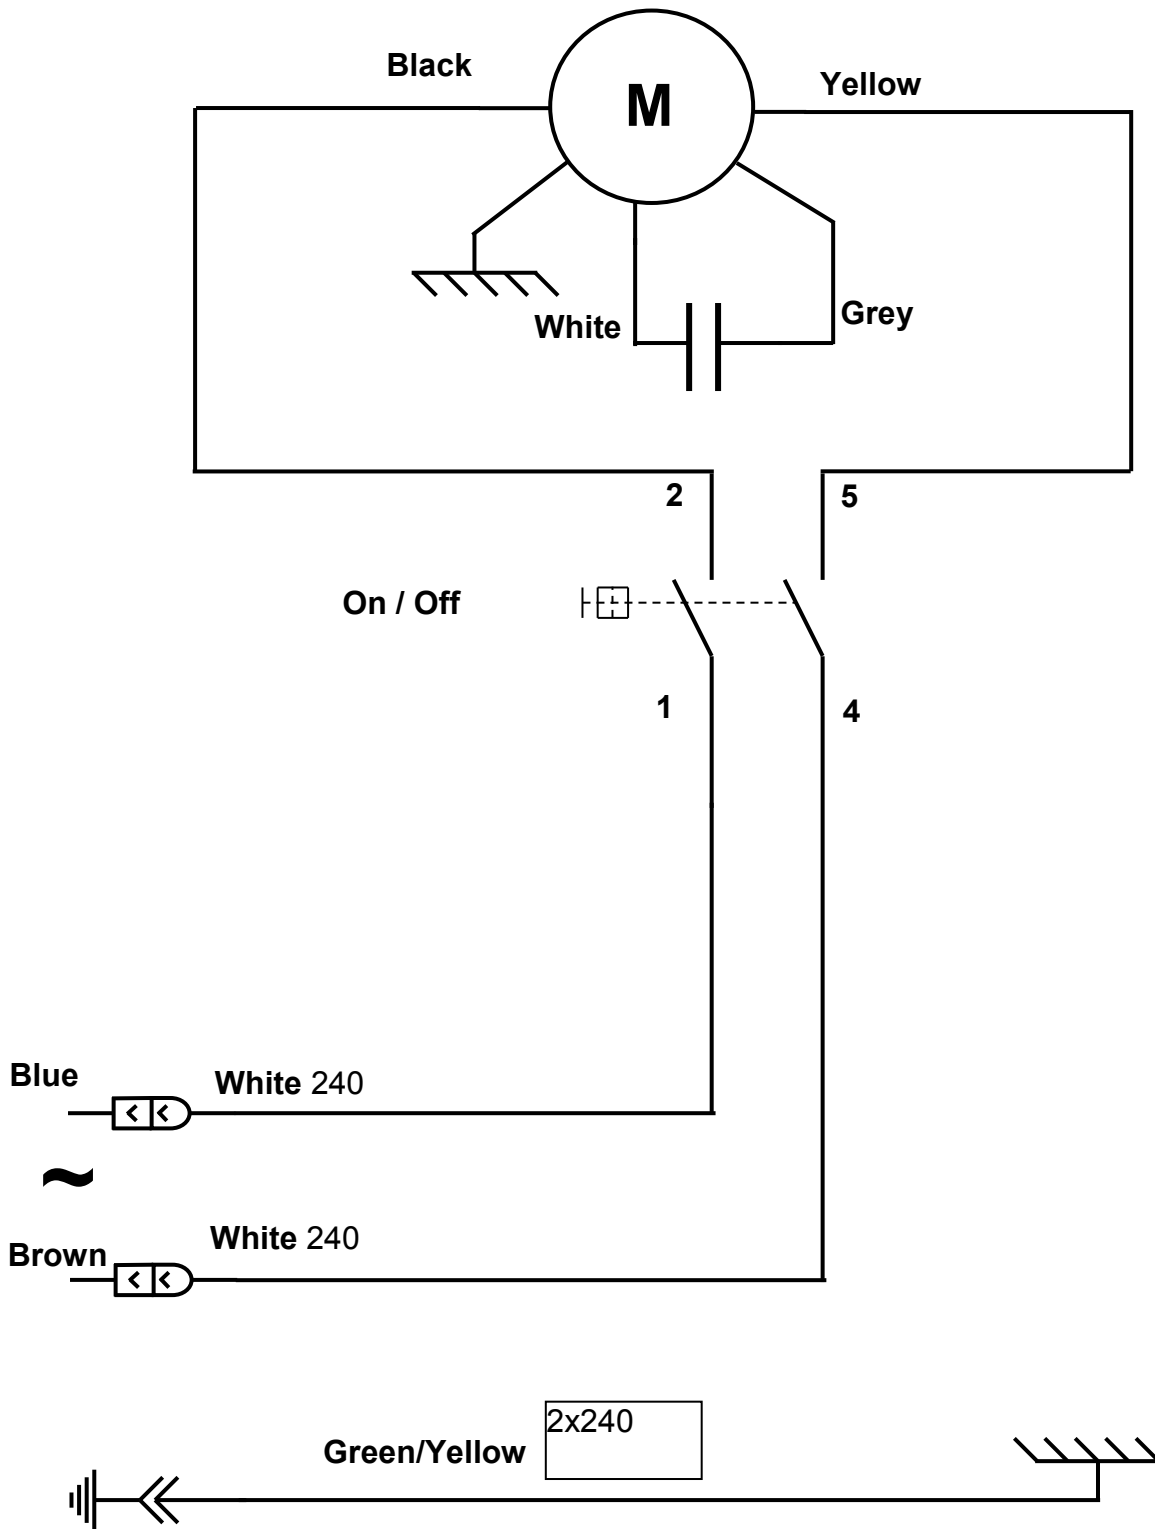 Black
M
Yellow
White
Grey
2
5
On / Off
1
4
Blue
White 240
~
Brown
White 240
2x240
Green/Yellow